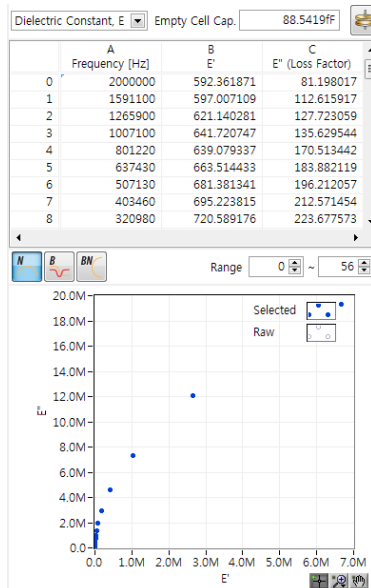 Dielectric Constant, E Empty Cell Cap. 88.5419fF
A B C
Frequency [Hz] E' E" (Loss Factor)
0 2000000 592.361871 81.198017
1 1591100 597.007109 112.615917
2 1265900 621.140281 127.723059
3 1007100 641.720747 135.629544
4 801220 639.079337 170.513442
5 637430 663.514433 183.882119
6 507130 681.381341 196.212057
7 403460 695.223815 212.571454
8 320980 720.589176 223.677573
N B BN Range 0 ~ 56
20.0M
Selected
18.0M
Raw
16.0M
14.0M
12.0M
E"
10.0M
8.0M
6.0M
4.0M
2.0M
0.0
0.0 1.0M 2.0M 3.0M 4.0M 5.0M 6.0M 7.0M
E'